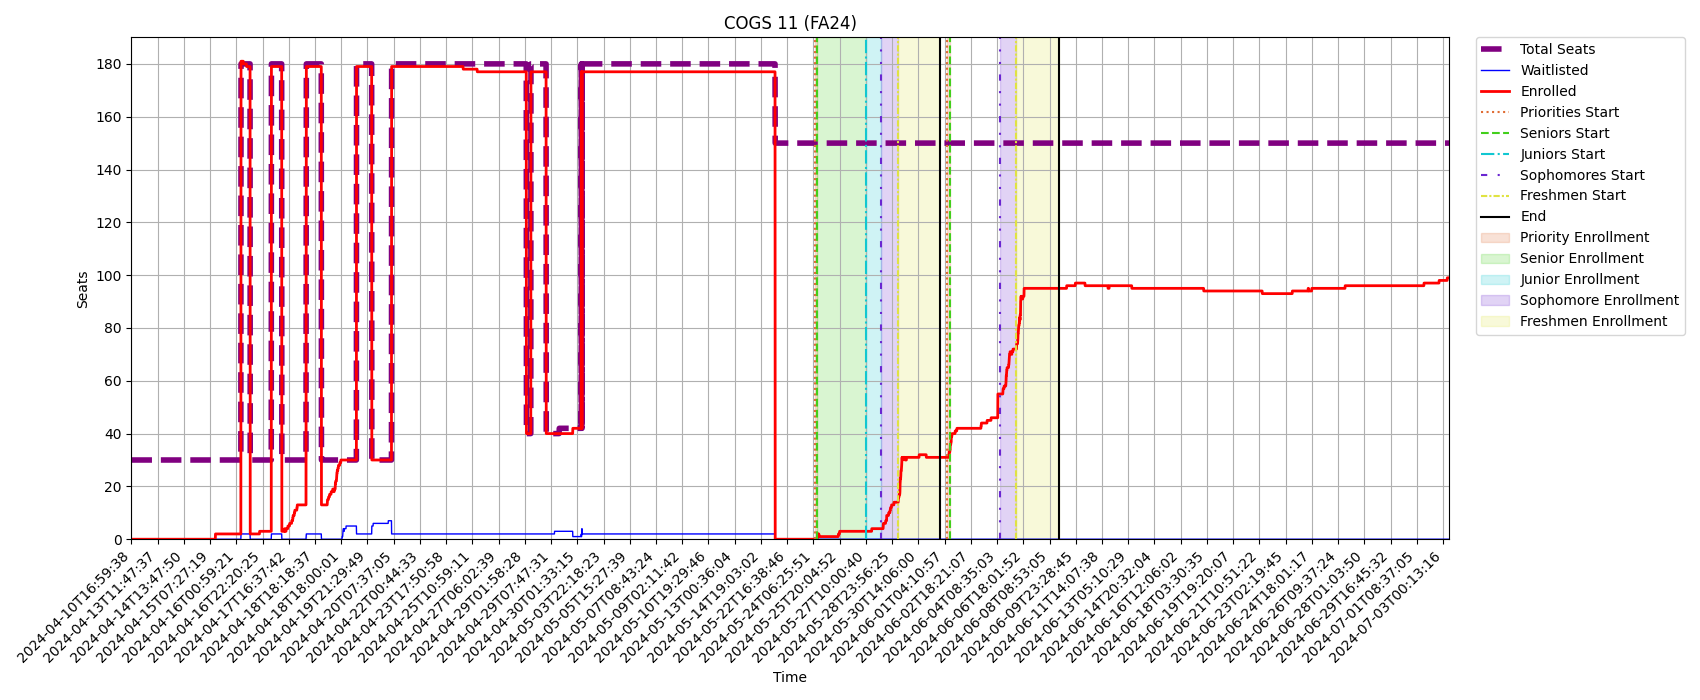 COGS 11 (FA24)
Seats
180
160
140
120
100
80
60
40
20
0
2024-04-10T16:59:38
2024-04-13T11:47:37
2024-04-14T13:47:50
2024-04-15T07:27:19
2024-04-16T00:59:21
2024-04-16T22:20:25
2024-04-17T16:37:42
2024-04-18T18:18:37
2024-04-18T18:00:01
2024-04-19T21:29:49
2024-04-20T07:37:05
2024-04-22T00:44:33
2024-04-23T17:50:58
2024-04-24T10:59:11
2024-04-27T06:02:39
2024-04-29T01:58:28
2024-04-29T07:47:31
2024-04-30T01:33:15
2024-05-03T22:18:23
2024-05-05T15:27:39
2024-05-07T08:43:24
2024-05-09T02:11:42
2024-05-10T19:29:46
2024-05-13T00:36:04
2024-05-14T19:03:02
2024-05-22T16:38:46
2024-05-24T06:25:51
2024-05-25T20:04:52
2024-05-27T10:00:40
2024-05-28T23:56:25
2024-05-30T14:06:00
2024-06-01T04:10:57
2024-06-02T18:21:07
2024-06-04T08:35:03
2024-06-06T18:01:52
2024-06-08T08:53:05
2024-06-09T23:28:45
2024-06-11T14:07:38
2024-06-13T05:10:29
2024-06-14T20:32:04
2024-06-16T12:06:02
2024-06-18T03:30:35
2024-06-19T19:20:07
2024-06-21T10:51:22
2024-06-23T02:19:45
2024-06-24T18:01:17
2024-06-26T09:37:24
2024-06-28T01:03:50
2024-06-29T16:45:32
2024-07-01T08:37:05
2024-07-03T00:13:16
Time
Total Seats
Waitlisted
Enrolled
Priorities Start
Seniors Start
Juniors Start
Sophomores Start
Freshmen Start
End
Priority Enrollment
Senior Enrollment
Junior Enrollment
Sophomore Enrollment
Freshmen Enrollment